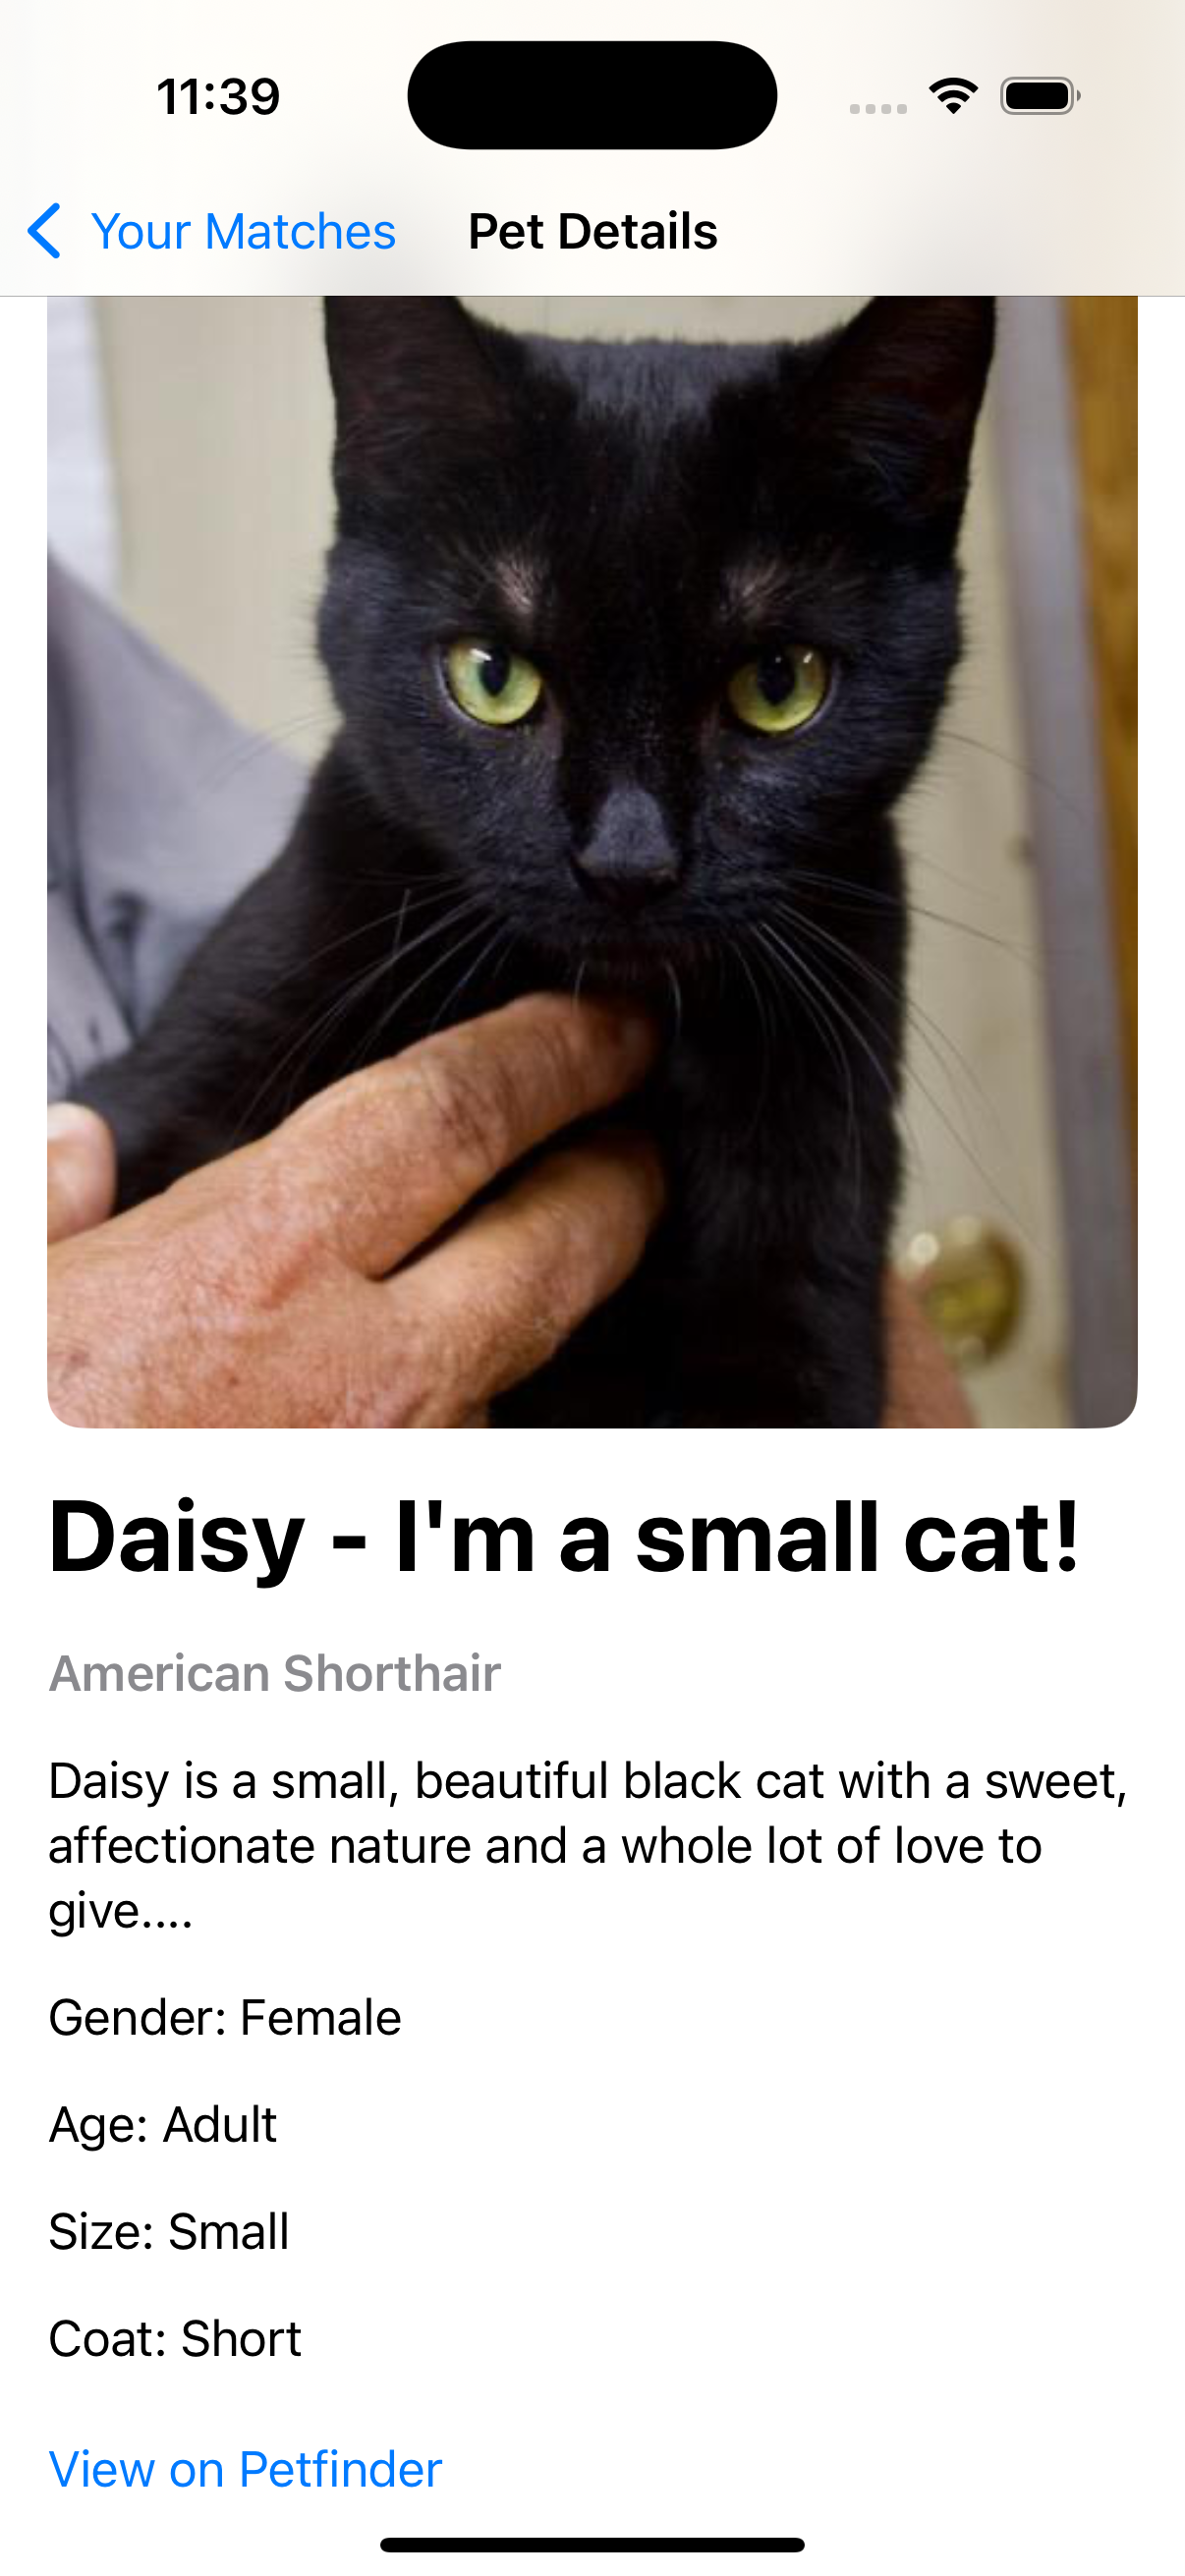 11:39
Your Matches
Pet Details
Daisy - I'm a small cat!
American Shorthair
Daisy is a small, beautiful black cat with a sweet,
affectionate nature and a whole lot of love to
give....
Gender: Female
Age: Adult
Size: Small
Coat: Short
View on Petfinder